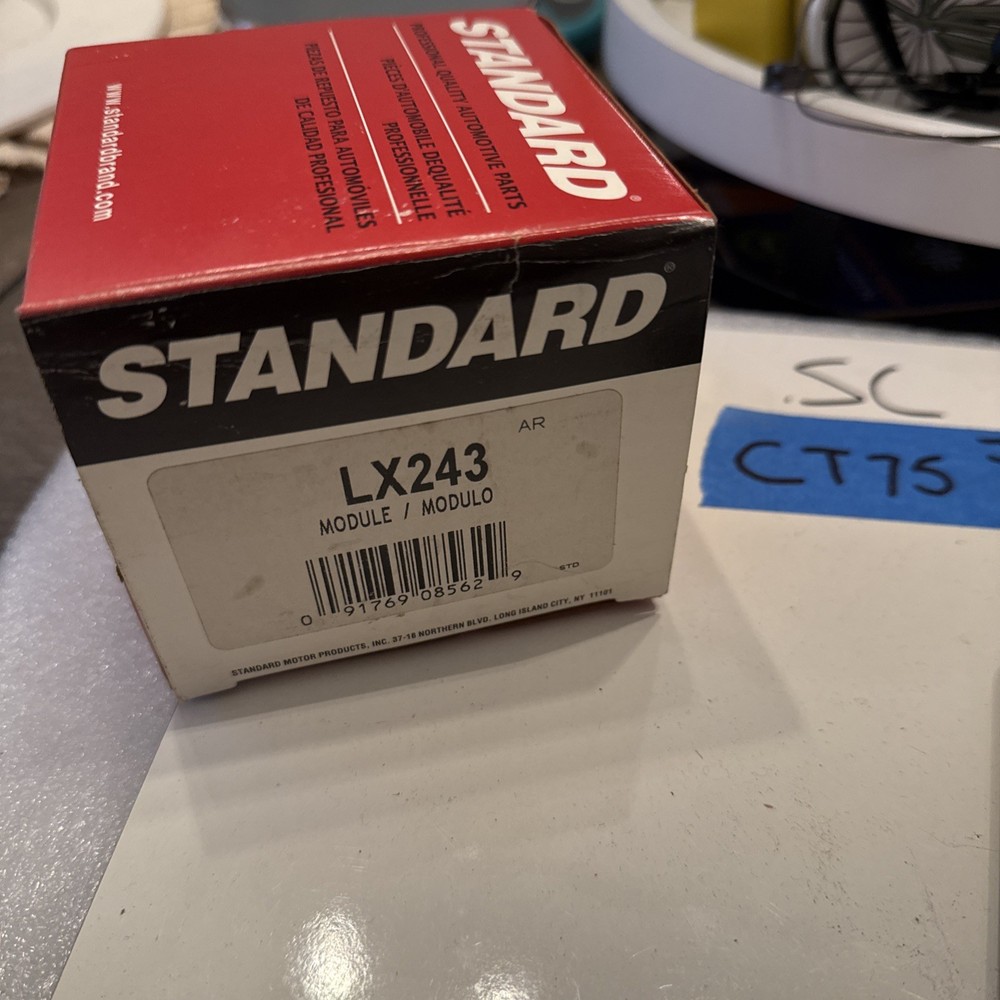 STANDARD®
PROFESSIONAL QUALITY AUTOMOTIVE PARTS
PIÈCES D'AUTOMOBILE DEQUALITÉ
PROFESSIONNELLE
PIEZAS DE REPUESTO PARA AUTOMÓVILES
DE CALIDAD PROFESIONAL
www.standardbrand.com
STANDARD®
AR
LX243
MODULE / MODULO
0 91769 08562 9
STD
STANDARD MOTOR PRODUCTS, INC. 37-18 NORTHERN BLVD. LONG ISLAND CITY, NY 11101
.SC
CT75